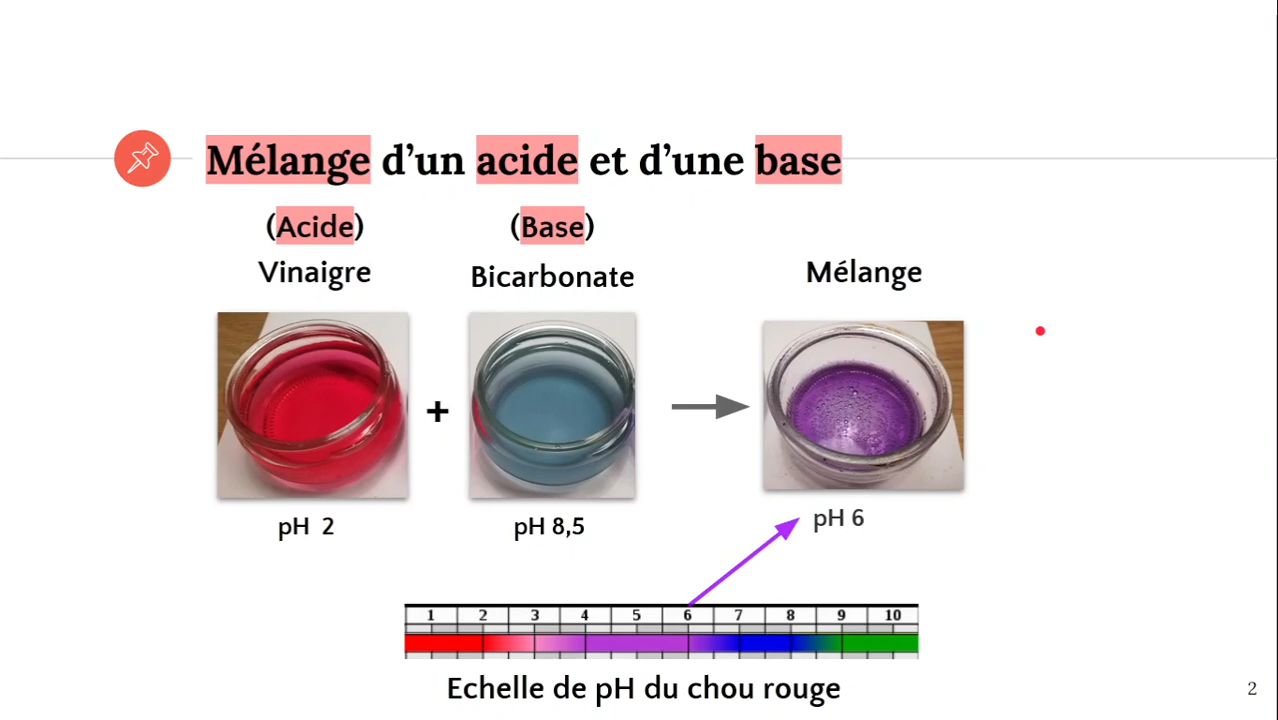 Mélange d’un acide et d’une base
(Acide)
(Base)
Vinaigre
Bicarbonate
Mélange
+
pH 2
pH 8,5
pH 6
1 2 3 4 5 6 7 8 9 10
Echelle de pH du chou rouge
2